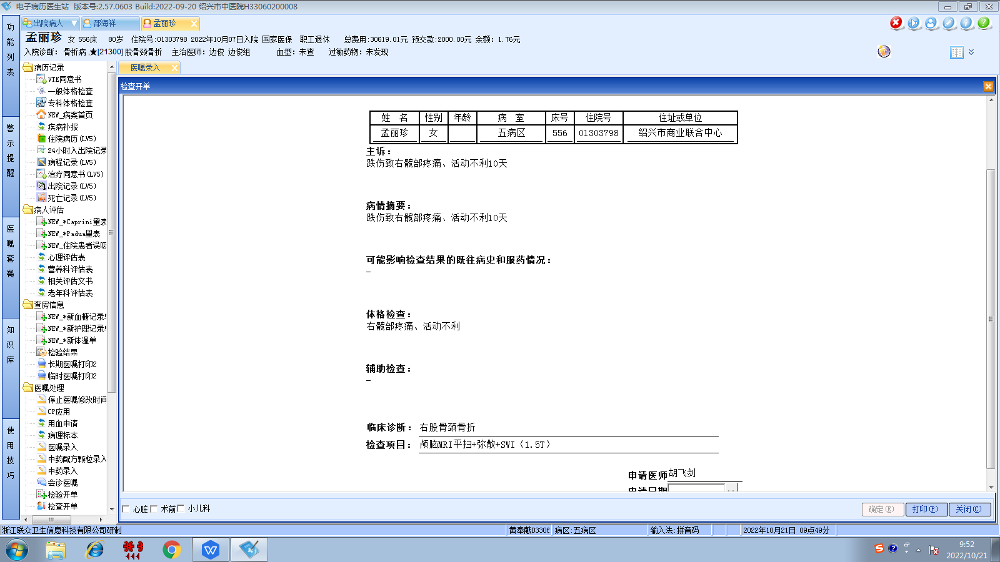 电子病历医生站 版本号:2.57.0603 Build:2022-09-20 绍兴市中医院H33060200008
功能列表
警示提醒
医嘱套餐
知识库
使用技巧
出院病人
邵海祥
孟丽珍
孟丽珍 女 556床 80岁 住院号:01303798 2022年10月07日入院 国家医保 职工退休 总费用:30619.01元 预交款:2000.00元 余额: 1.76元
入院诊断: 骨折病 ,★[21300] 股骨颈骨折 主治医师: 边俊 边俊组 血型: 未查 过敏药物: 未发现
病历记录
VTE同意书
一般体格检查
专科体格检查
NEW_病案首页
疾病补报
住院病历(LV5)
24小时入出院记录
病程记录(LV5)
治疗同意书(LV5)
出院记录(LV5)
死亡记录(LV5)
病人评估
NEW_*Caprini量表
NEW_*Padua量表
NEW_住院患者误吸
心理评估表
营养科评估表
相关评估文书
老年科评估表
查房信息
NEW_*新血糖记录单
NEW_*新护理记录单
NEW_*新体温单
检验结果
长期医嘱打印2
临时医嘱打印2
医嘱处理
停止医嘱修改时间
CP应用
用血申请
病理标本
医嘱录入
中药配方颗粒录入
中药录入
会诊医嘱
检验开单
检查开单
医嘱录入
检查开单
姓 名 性别 年龄 病 室 床号 住院号 住址或单位
孟丽珍 女 五病区 556 01303798 绍兴市商业联合中心
主诉:
跌伤致右髋部疼痛、活动不利10天
病情摘要:
跌伤致右髋部疼痛、活动不利10天
可能影响检查结果的既往病史和服药情况:
-
体格检查:
右髋部疼痛、活动不利
辅助检查:
-
临床诊断: 右股骨颈骨折
检查项目: 颅脑MRI平扫+弥散+SWI（1.5T）
申请医师 胡飞剑
申请日期
心脏 术前 小儿科
确定(E) 打印(P) 关闭(C)
浙江联众卫生信息科技有限公司研制 黄奉献D3306 病区:五病区 输入法:拼音码 2022年10月21日 09点49分
9:52
2022/10/21